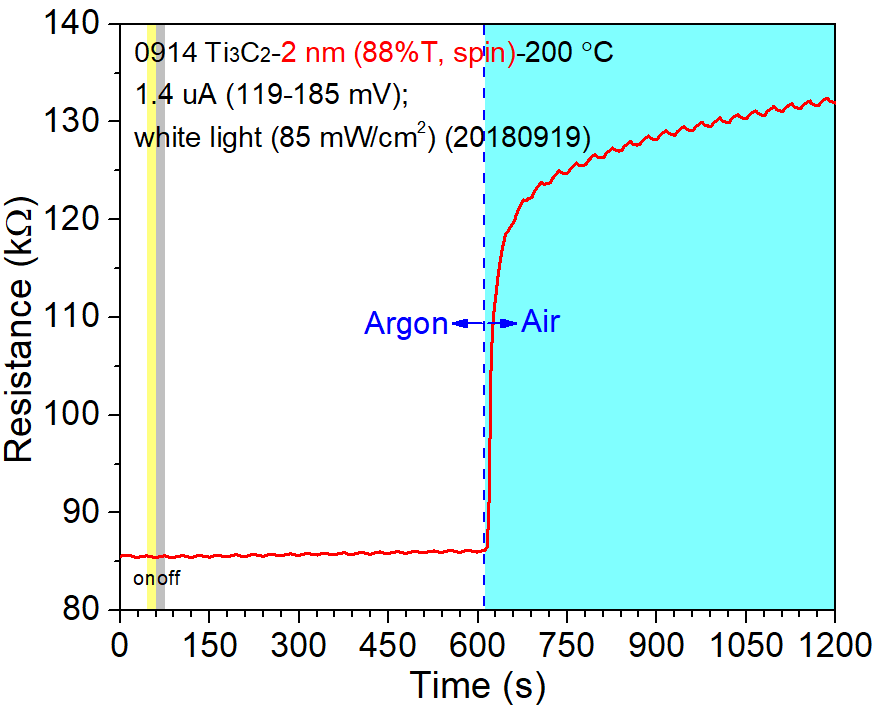 140
130
120
110
100
90
80
Resistance (kΩ)
0914 Ti₃C₂-2 nm (88%T, spin)-200 °C
1.4 uA (119-185 mV);
white light (85 mW/cm²) (20180919)
Argon Air
onoff
0 150 300 450 600 750 900 1050 1200
Time (s)